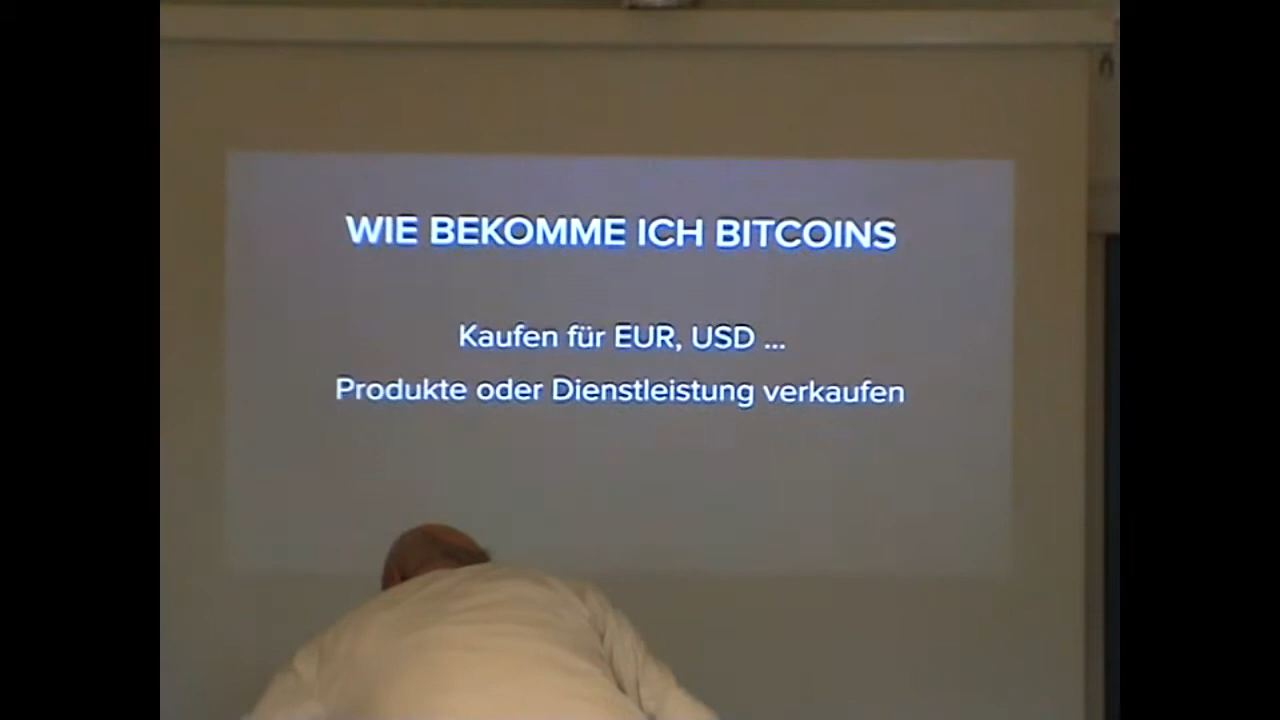 WIE BEKOMME ICH BITCOINS
Kaufen für EUR, USD ...
Produkte oder Dienstleistung verkaufen